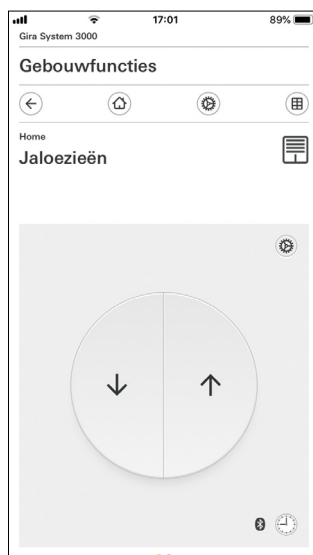 17:01
89%
Gira System 3000
Gebouwfuncties
Home
Jaloezieën